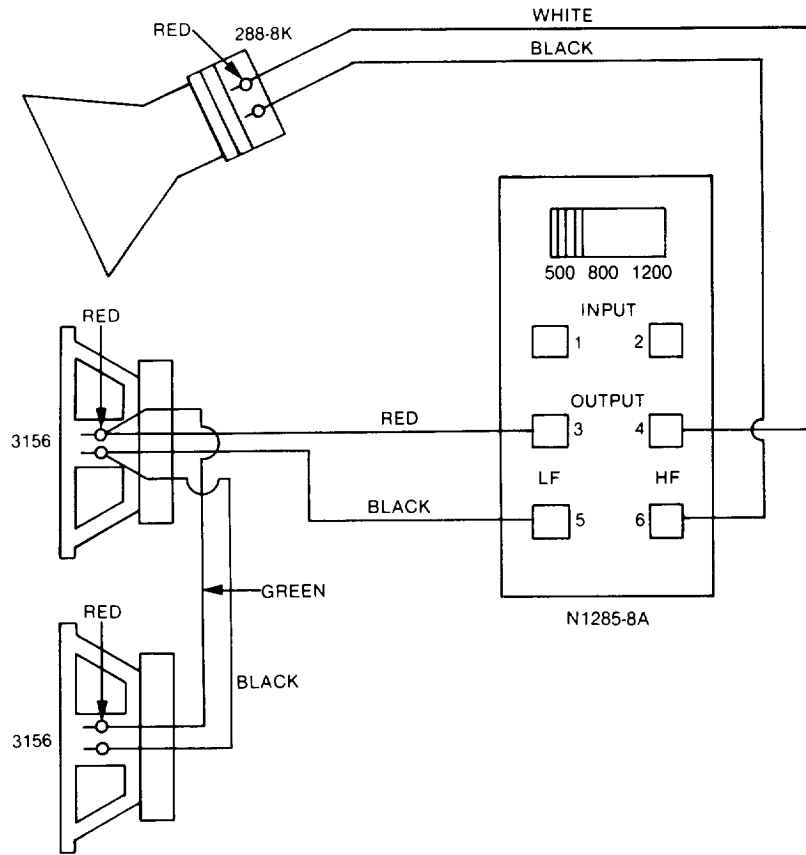 WHITE
RED
288-8K
BLACK
500 800 1200
INPUT
1 2
OUTPUT
RED
RED
3 4
3156
LF HF
BLACK
5 6
GREEN
RED
N1285-8A
BLACK
3156